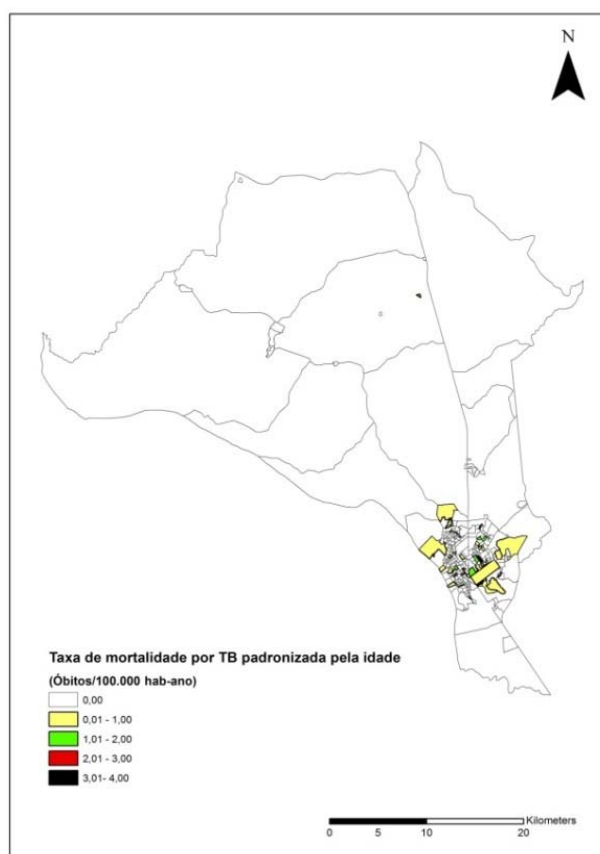 N
Taxa de mortalidade por TB padronizada pela idade
(Óbitos/100.000 hab-ano)
0,00
0,01 - 1,00
1,01 - 2,00
2,01 - 3,00
3,01- 4,00
Kilometers
0 5 10 20